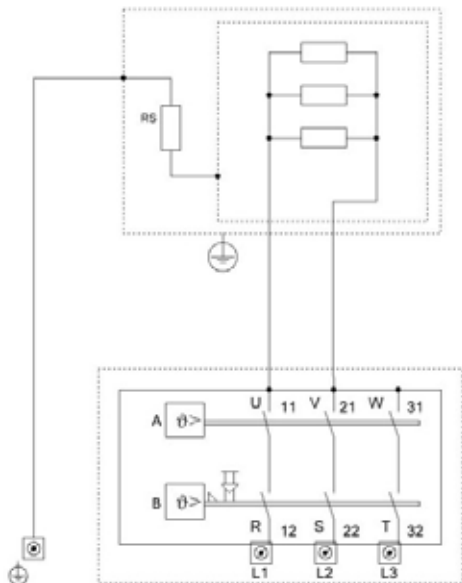 RS
U 11 V 21 W 31
A ϑ>
B ϑ>
R 12 S 22 T 32
L1 L2 L3